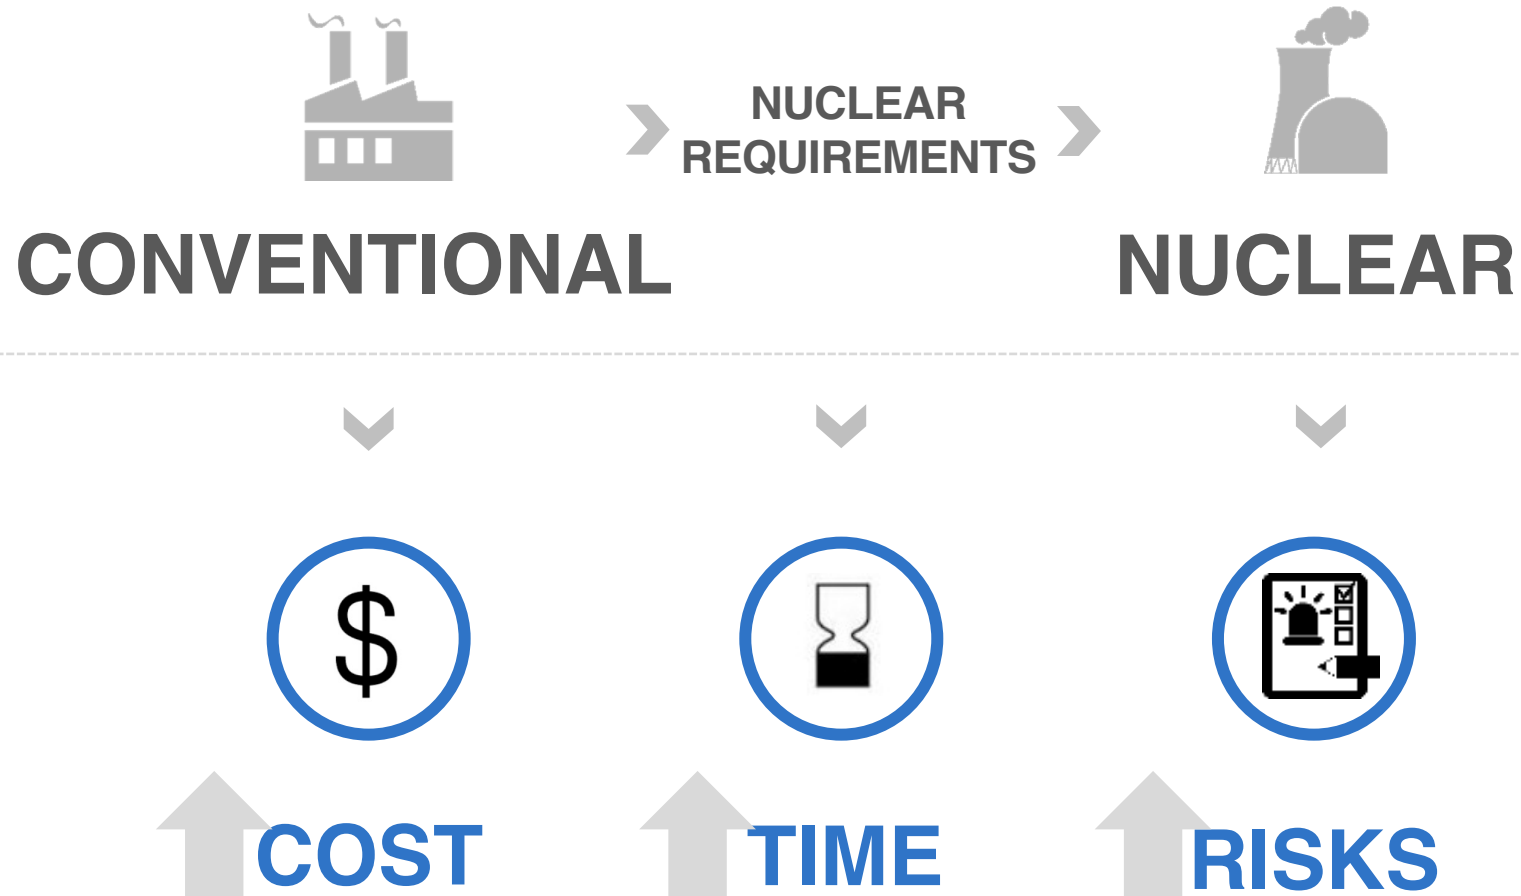 NUCLEAR
REQUIREMENTS
CONVENTIONAL
NUCLEAR
$
COST
TIME
RISKS